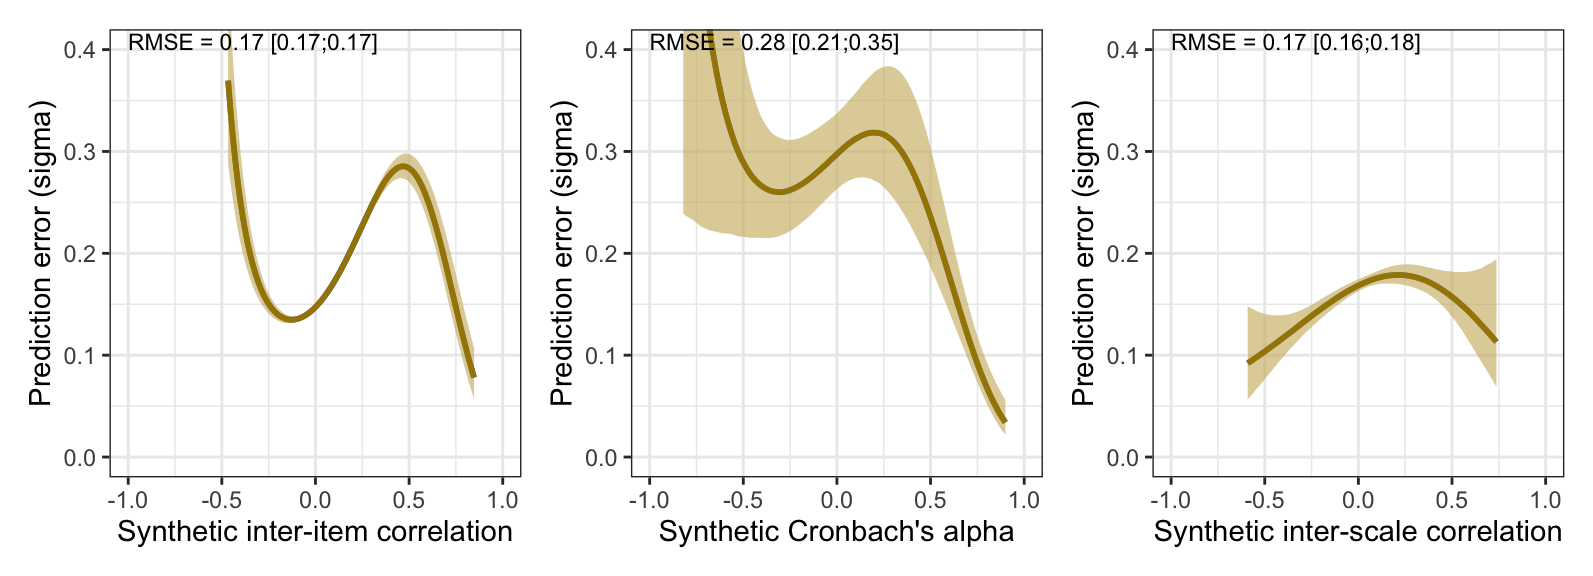 RMSE = 0.17 [0.17;0.17]
Prediction error (sigma)
0.4
0.3
0.2
0.1
0.0
-1.0 -0.5 0.0 0.5 1.0
Synthetic inter-item correlation
RMSE = 0.28 [0.21;0.35]
Prediction error (sigma)
0.4
0.3
0.2
0.1
0.0
-1.0 -0.5 0.0 0.5 1.0
Synthetic Cronbach's alpha
RMSE = 0.17 [0.16;0.18]
Prediction error (sigma)
0.4
0.3
0.2
0.1
0.0
-1.0 -0.5 0.0 0.5 1.0
Synthetic inter-scale correlation